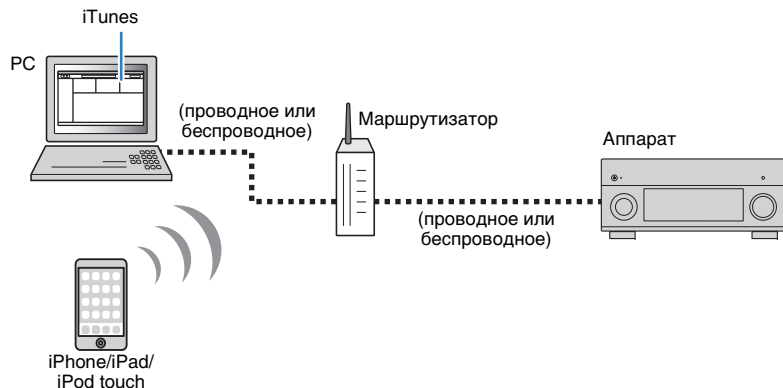 iTunes
PC
(проводное или
беспроводное)
Маршрутизатор
Аппарат
(проводное или
беспроводное)
iPhone/iPad/
iPod touch